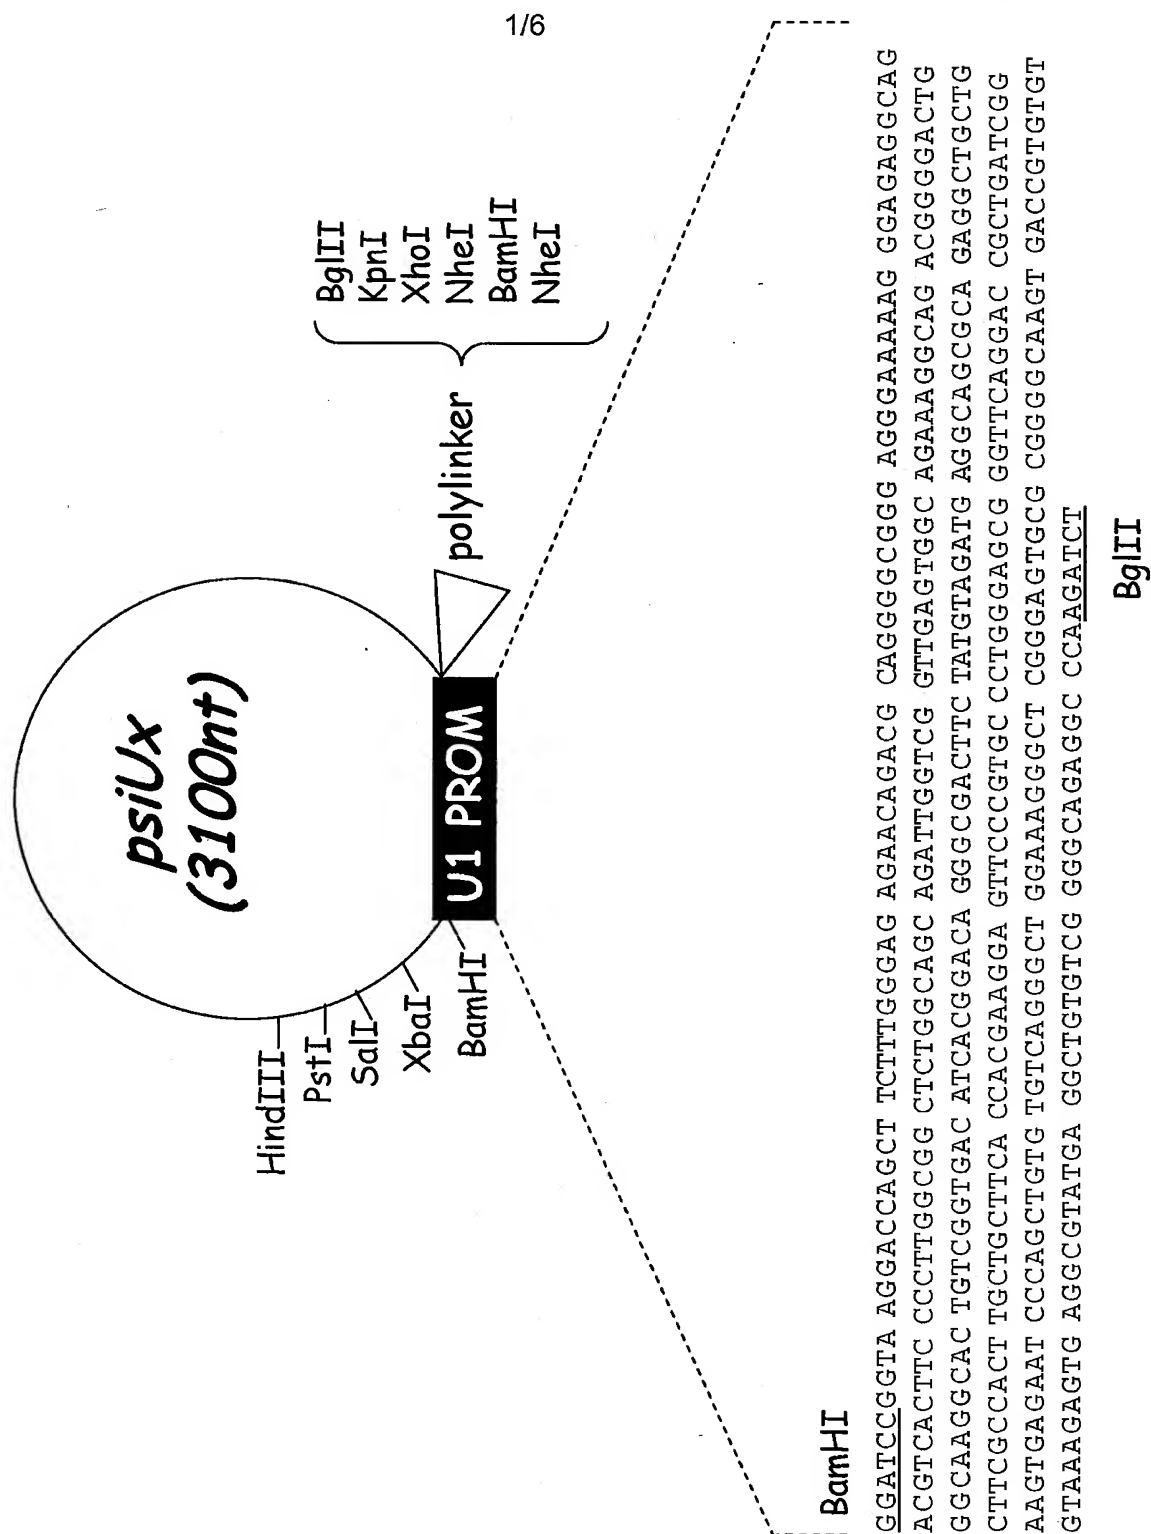 1/6
psiUx
(3100nt)
HindIII
PstI
SalI
XbaI
BamHI
U1 PROM
polylinker
BglII
KpnI
XhoI
NheI
BamHI
NheI
BamHI
GGATCCGGTA AGGACCAGCT TCTTTGGGAG AGAACAGACG CAGGGGCGGG AGGGAAAAAG GGAGAGGCAG
ACGTCACTTC CCCTTGGCGG CTCTGGCAGC AGATTGGTCG GTTGAGTGGC AGAAAGGCAG ACGGGGACTG
GGCAAGGCAC TGTCGGTGAC ATCACGGACA GGGCGACTTC TATGTAGATG AGGCAGCGCA GAGGCTGCTG
CTTCGCCACT TGCTGCTTCA CCACGAAGGA GTTCCCGTGC CCTGGGAGCG GGTTCAGGAC CGCTGATCGG
AAGTGAGAAT CCCAGCTGTG TGTCAGGGCT GGAAAGGGCT CGGGAGTGCG CGGGGCAAGT GACCGTGTGT
GTAAAGAGTG AGGCGTATGA GGCTGTGTCG GGGCAGAGGC CCAAGATCT
BglII